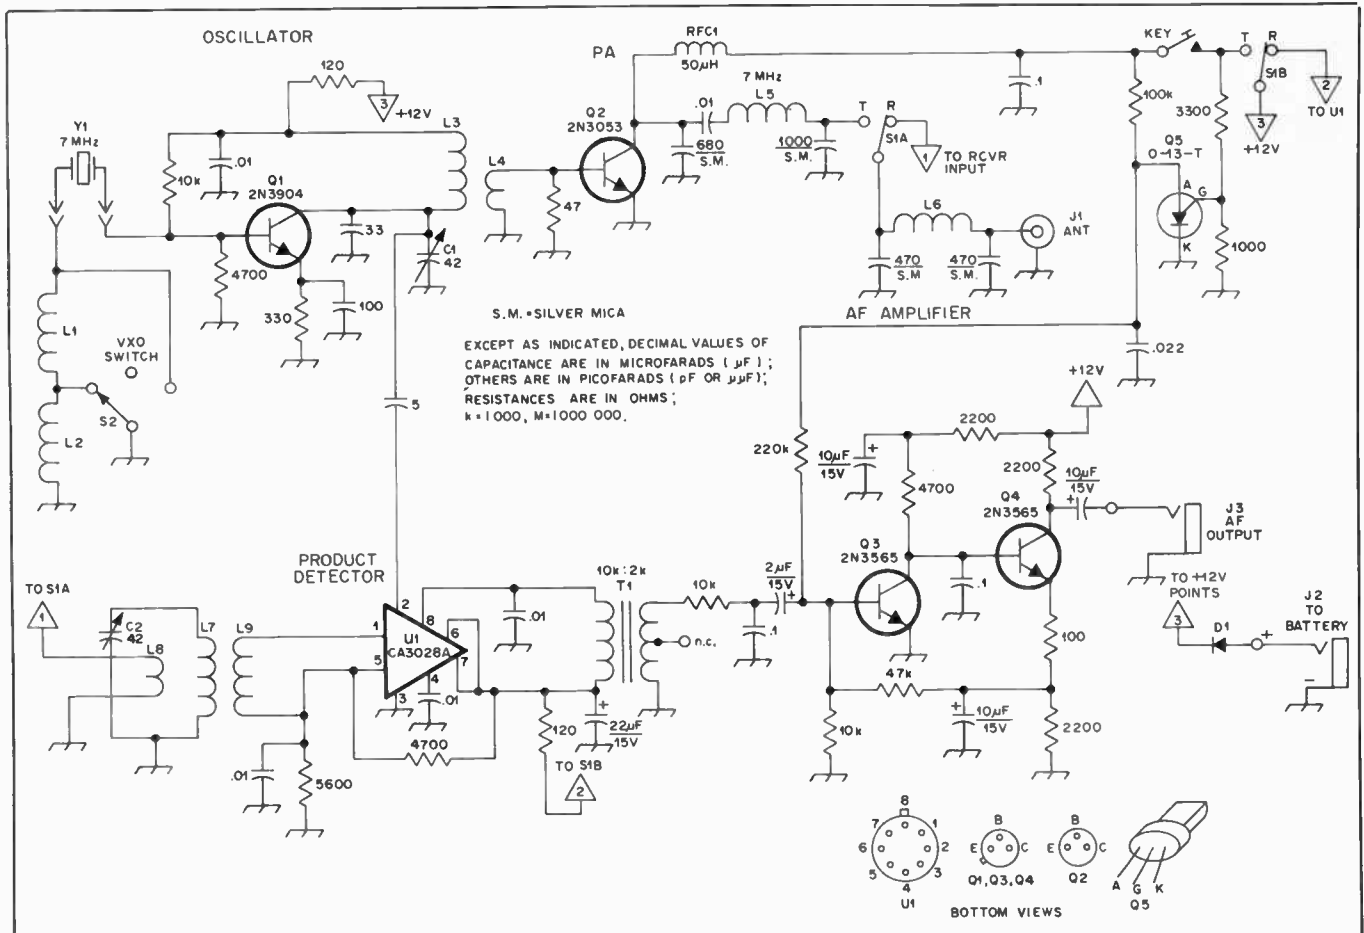 OSCILLATOR
120
3
+12V
Y1
7 MHz
10k
.01
Q1
2N3904
4700
330
100
33
C1
42
L3
L4
47
PA
Q2
2N3053
RFC1
50µH
680
S.M.
.01
7 MHz
L5
1000
S.M.
T
R
S1A
1
TO RCVR
INPUT
L6
470
S.M.
470
S.M.
J1
ANT
.1
KEY
T
R
S1B
2
TO U1
3
+12V
100k
3300
Q5
0-13-T
A
G
K
1000
.022
L1
L2
VXO
SWITCH
S2
5
S.M.=SILVER MICA
EXCEPT AS INDICATED, DECIMAL VALUES OF
CAPACITANCE ARE IN MICROFARADS ( µF ) ;
OTHERS ARE IN PICOFARADS ( pF OR µµF);
RESISTANCES ARE IN OHMS ;
k=1000, M=1000 000.
AF AMPLIFIER
220k
10µF
15V
2200
+12V
4700
2200
10µF
15V
Q4
2N3565
Q3
2N3565
J3
AF
OUTPUT
.1
100
2200
47k
10µF
15V
10k
TO +12V
POINTS
3
D1
+
J2
TO
BATTERY
−
PRODUCT
DETECTOR
TO S1A
1
C2
42
L8
L7
L9
.01
5600
1
2
8
6
7
5
4
3
U1
CA3028A
.01
.01
4700
120
22µF
15V
TO S1B
2
10k:2k
T1
n.c.
10k
.1
2µF
15V
8
7
1
6
2
5
3
4
U1
B
E
C
Q1,Q3,Q4
B
E
C
Q2
A
G
K
Q5
BOTTOM VIEWS